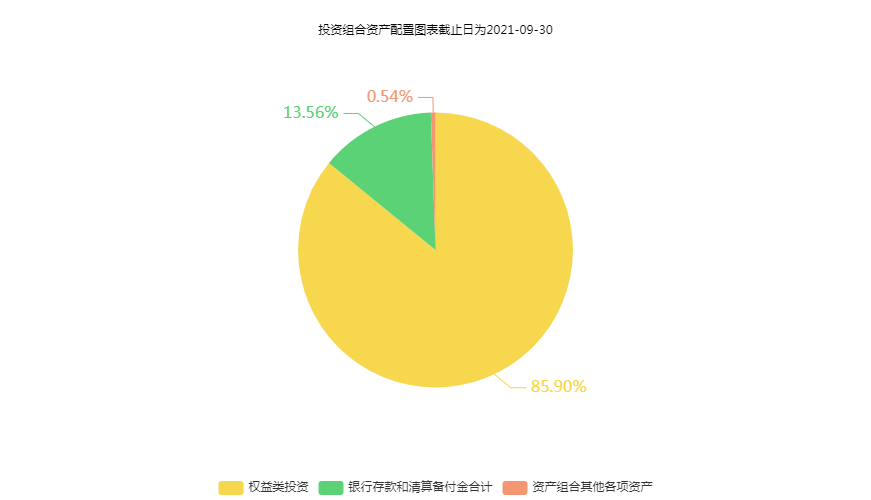 投资组合资产配置图表截止日为2021-09-30
0.54%
13.56%
85.90%
权益类投资 银行存款和清算备付金合计 资产组合其他各项资产